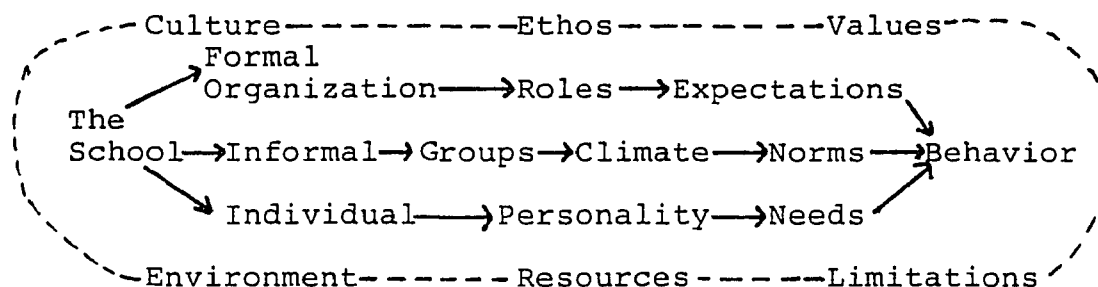 Culture Ethos Values
Formal
Organization Roles Expectations
The
School Informal Groups Climate Norms Behavior
Individual Personality Needs
Environment Resources Limitations